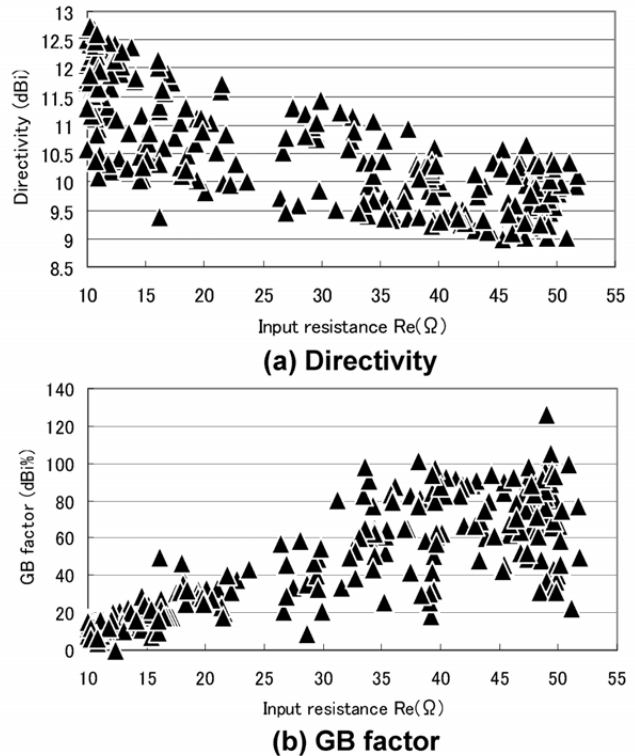 13
12.5
12
11.5
11
10.5
10
9.5
9
8.5
Directivity (dBi)
10 15 20 25 30 35 40 45 50 55
Input resistance Re(Ω)
(a) Directivity
140
120
100
80
60
40
20
0
GB factor (dBi%)
10 15 20 25 30 35 40 45 50 55
Input resistance Re(Ω)
(b) GB factor